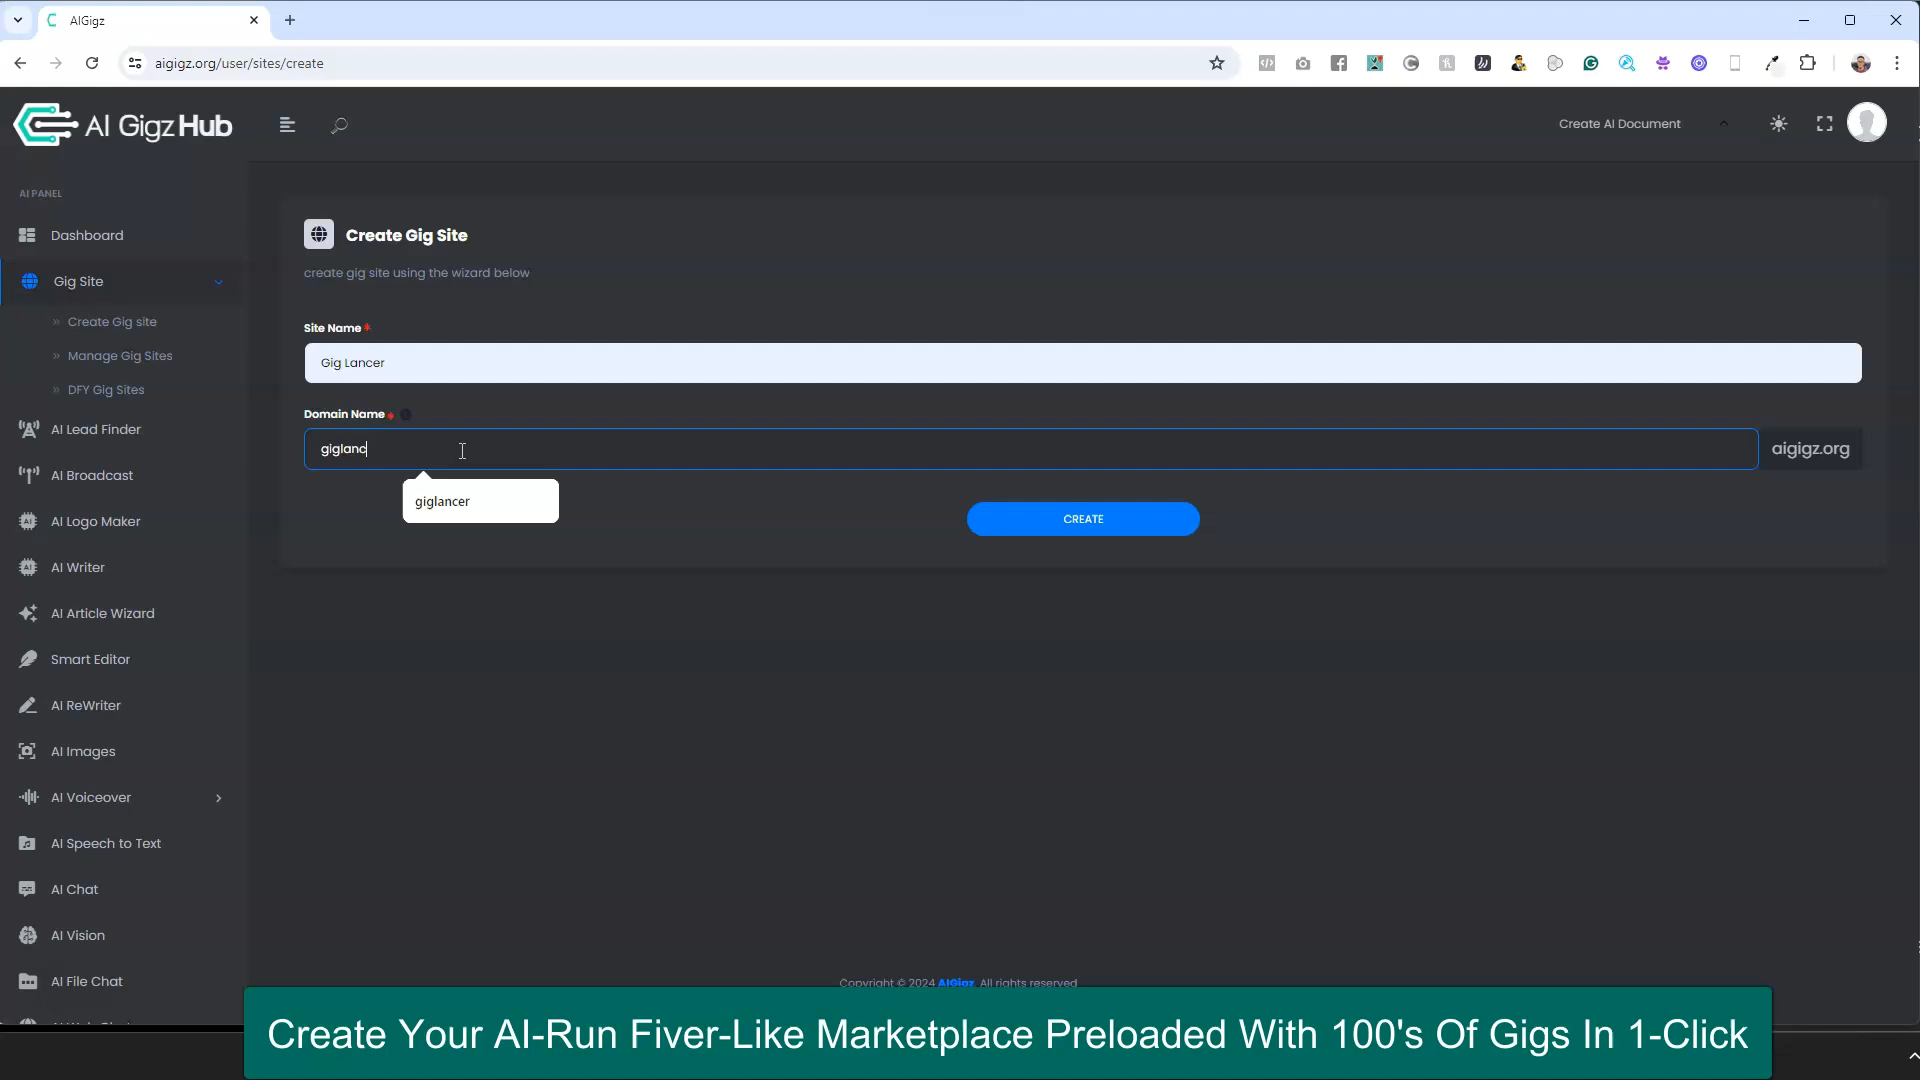 AIGigz
aigigz.org/user/sites/create
AI Gigz Hub
Create AI Document
AI PANEL
Dashboard
Gig Site
» Create Gig site
» Manage Gig Sites
» DFY Gig Sites
AI Lead Finder
AI Broadcast
AI Logo Maker
AI Writer
AI Article Wizard
Smart Editor
AI ReWriter
AI Images
AI Voiceover
AI Speech to Text
AI Chat
AI Vision
AI File Chat
Create Gig Site
create gig site using the wizard below
Site Name *
Gig Lancer
Domain Name *
giglanc
aigigz.org
giglancer
CREATE
Copyright © 2024 AIGigz. All rights reserved
Create Your AI-Run Fiver-Like Marketplace Preloaded With 100's Of Gigs In 1-Click